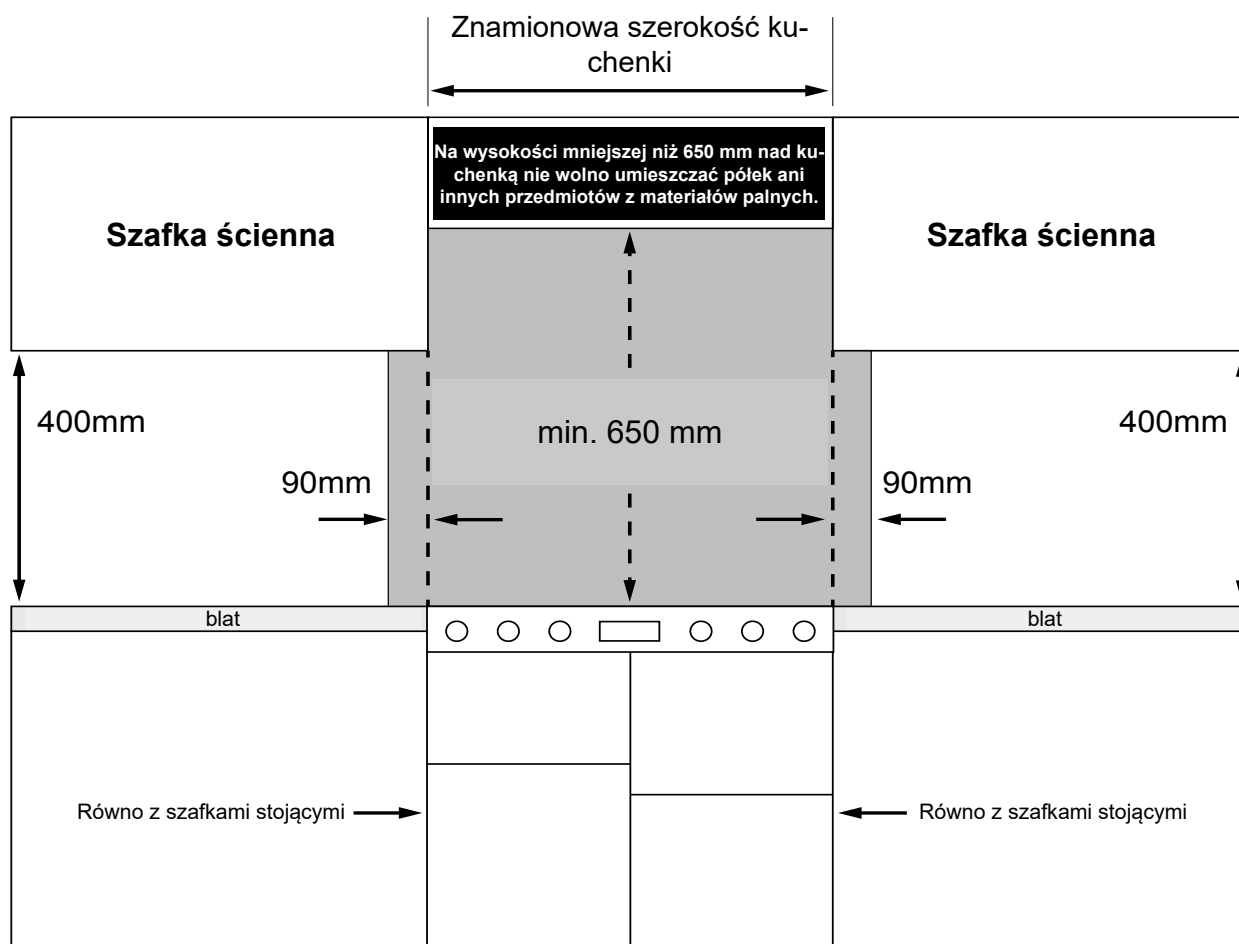 Znamionowa szerokość ku-
chenki
Na wysokości mniejszej niż 650 mm nad ku-
chenką nie wolno umieszczać półek ani
innych przedmiotów z materiałów palnych.
Szafka ścienna
Szafka ścienna
400mm
400mm
min. 650 mm
90mm
90mm
blat
blat
Równo z szafkami stojącymi
Równo z szafkami stojącymi